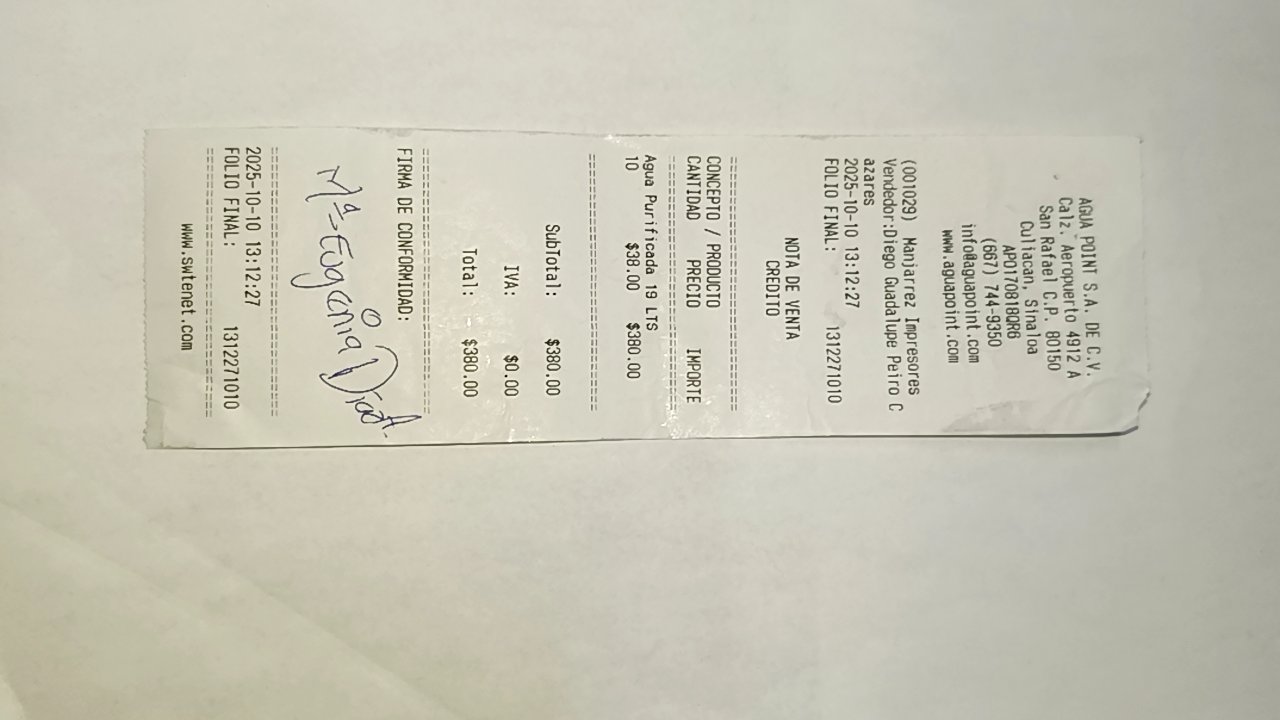 AGUA POINT S.A. DE C.V.
Calz. Aeropuerto 4912 A
San Rafael C.P. 80150
Culiacan, Sinaloa
APO170818QR6
(667) 744-9350
info@aguapoint.com
www.aguapoint.com
(001029) Manjarrez Impresores
Vendedor:Diego Guadalupe Peiro C
azares
2025-10-10 13:12:27
FOLIO FINAL: 1312271010
NOTA DE VENTA
CREDITO
================================
CONCEPTO / PRODUCTO
CANTIDAD PRECIO IMPORTE
================================
Agua Purificada 19 LTS
10 $38.00 $380.00
================================
SubTotal: $380.00
IVA: $0.00
Total: $380.00
================================
FIRMA DE CONFORMIDAD:
Mª Eugenia
================================
2025-10-10 13:12:27
FOLIO FINAL: 1312271010
================================
www.swtenet.com